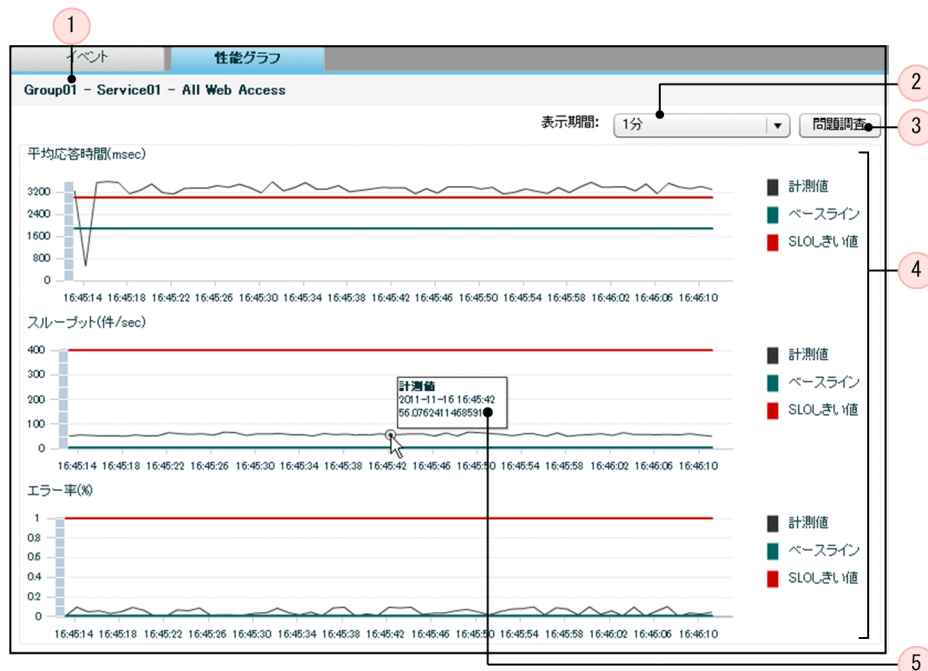 1
イベント
性能グラフ
Group01 - Service01 - All Web Access
2
表示期間:
1分
問題調査
3
平均応答時間(msec)
3200
2400
1600
800
0
16:45:14 16:45:18 16:45:22 16:45:26 16:45:30 16:45:34 16:45:38 16:45:42 16:45:46 16:45:50 16:45:54 16:45:58 16:46:02 16:46:06 16:46:10
計測値
ベースライン
SLOしきい値
4
スループット(件/sec)
400
300
200
100
0
16:45:14 16:45:18 16:45:22 16:45:26 16:45:30 16:45:34 16:45:38 16:45:42 16:45:46 16:45:50 16:45:54 16:45:58 16:46:02 16:46:06 16:46:10
計測値
2011-11-16 16:45:42
計測値
ベースライン
SLOしきい値
エラー率(%)
1
0.8
0.6
0.4
0.2
0
16:45:14 16:45:18 16:45:22 16:45:26 16:45:30 16:45:34 16:45:38 16:45:42 16:45:46 16:45:50 16:45:54 16:45:58 16:46:02 16:46:06 16:46:10
計測値
ベースライン
SLOしきい値
5